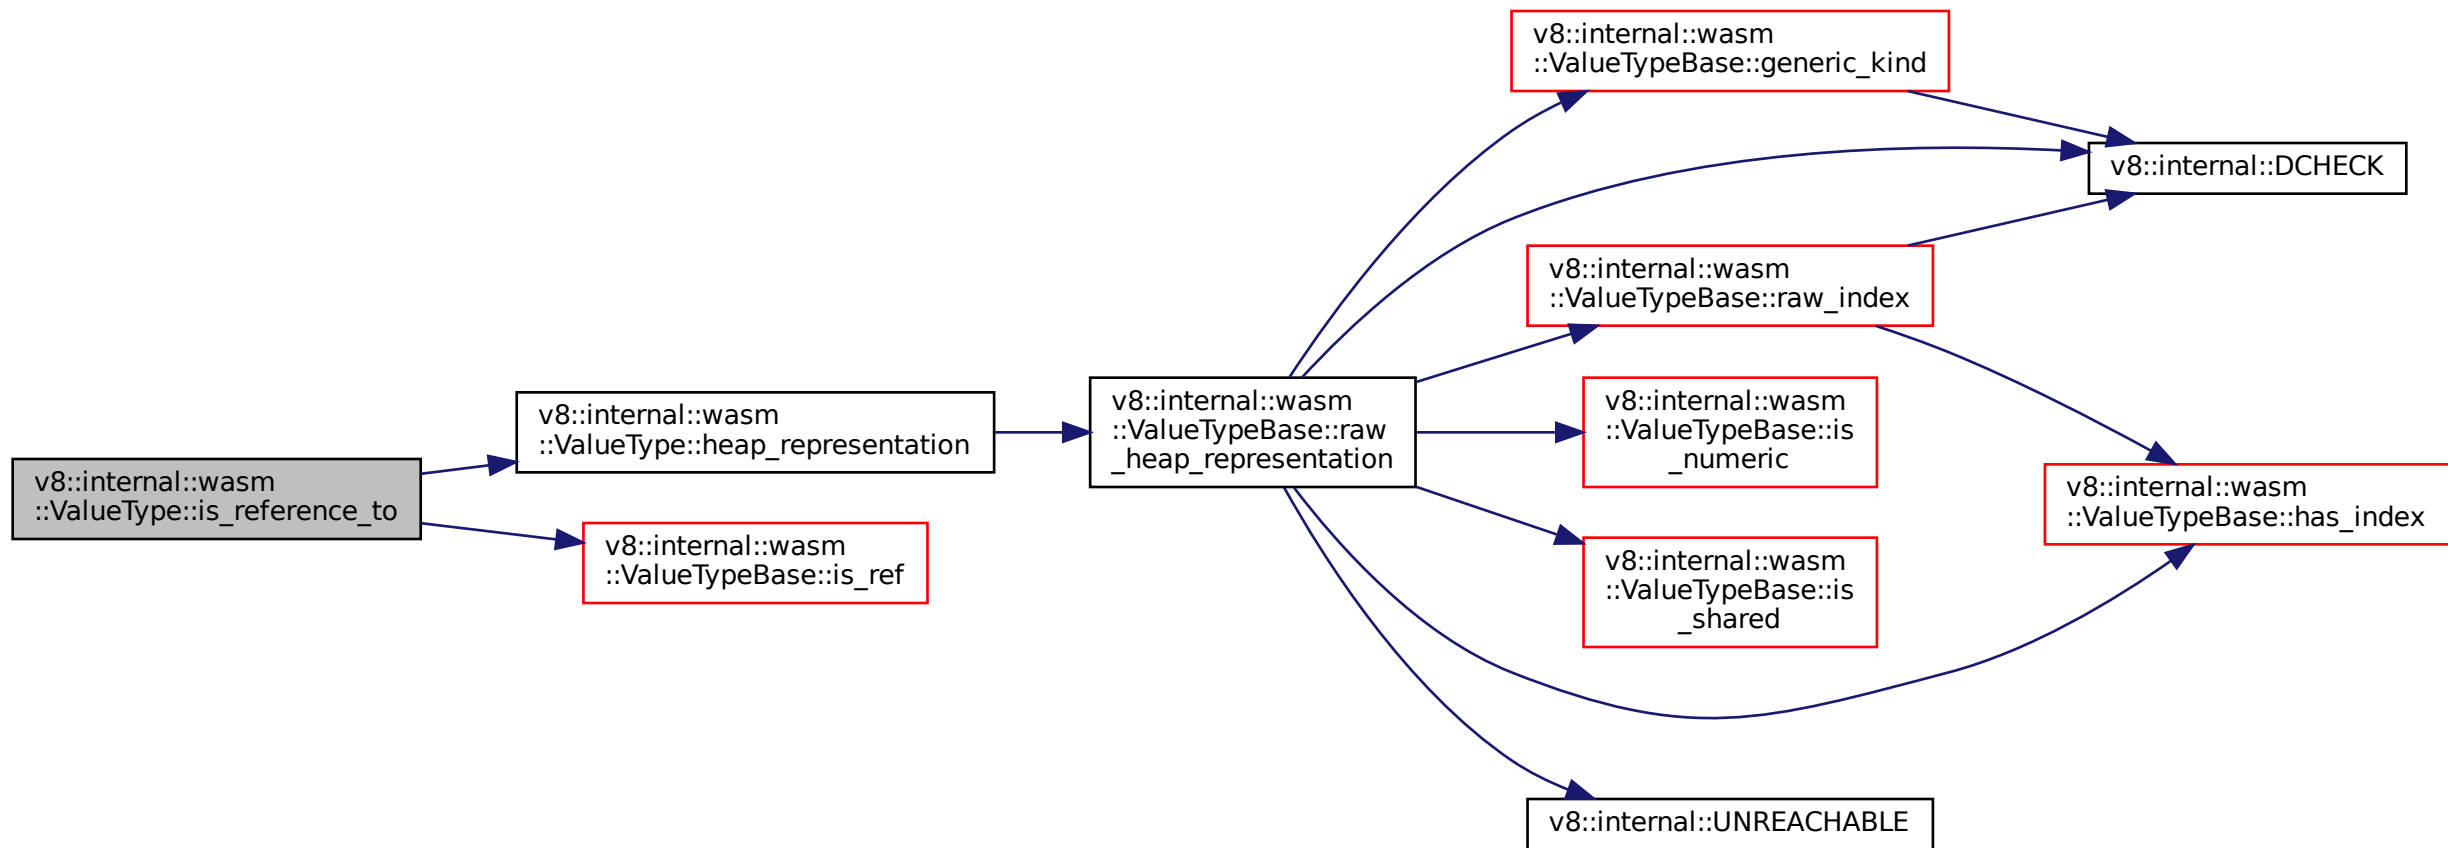 v8::internal::wasm
::ValueType::is_reference_to
v8::internal::wasm
::ValueType::heap_representation
v8::internal::wasm
::ValueTypeBase::is_ref
v8::internal::wasm
::ValueTypeBase::raw
_heap_representation
v8::internal::wasm
::ValueTypeBase::generic_kind
v8::internal::DCHECK
v8::internal::wasm
::ValueTypeBase::raw_index
v8::internal::wasm
::ValueTypeBase::is
_numeric
v8::internal::wasm
::ValueTypeBase::has_index
v8::internal::wasm
::ValueTypeBase::is
_shared
v8::internal::UNREACHABLE